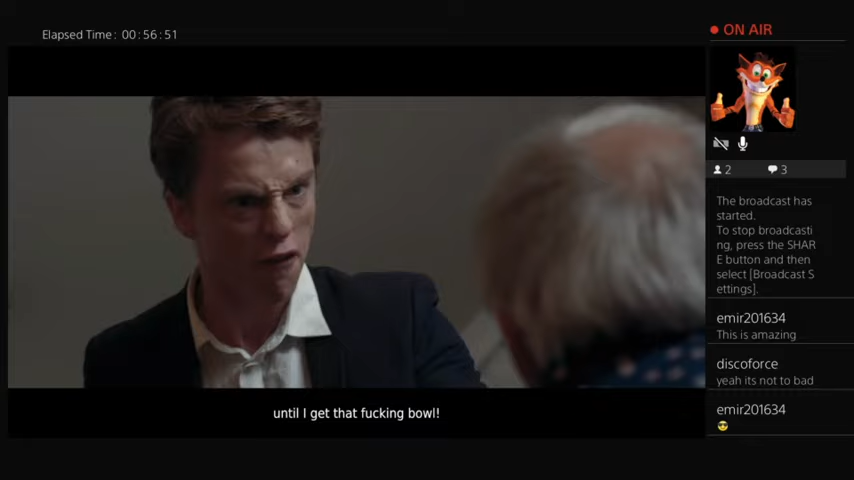 Elapsed Time: 00:56:51
ON AIR
2
3
The broadcast has
started.
To stop broadcasti
ng, press the SHAR
E button and then
select [Broadcast S
ettings].
emir201634
This is amazing
discoforce
yeah its not to bad
emir201634
😎
until I get that fucking bowl!